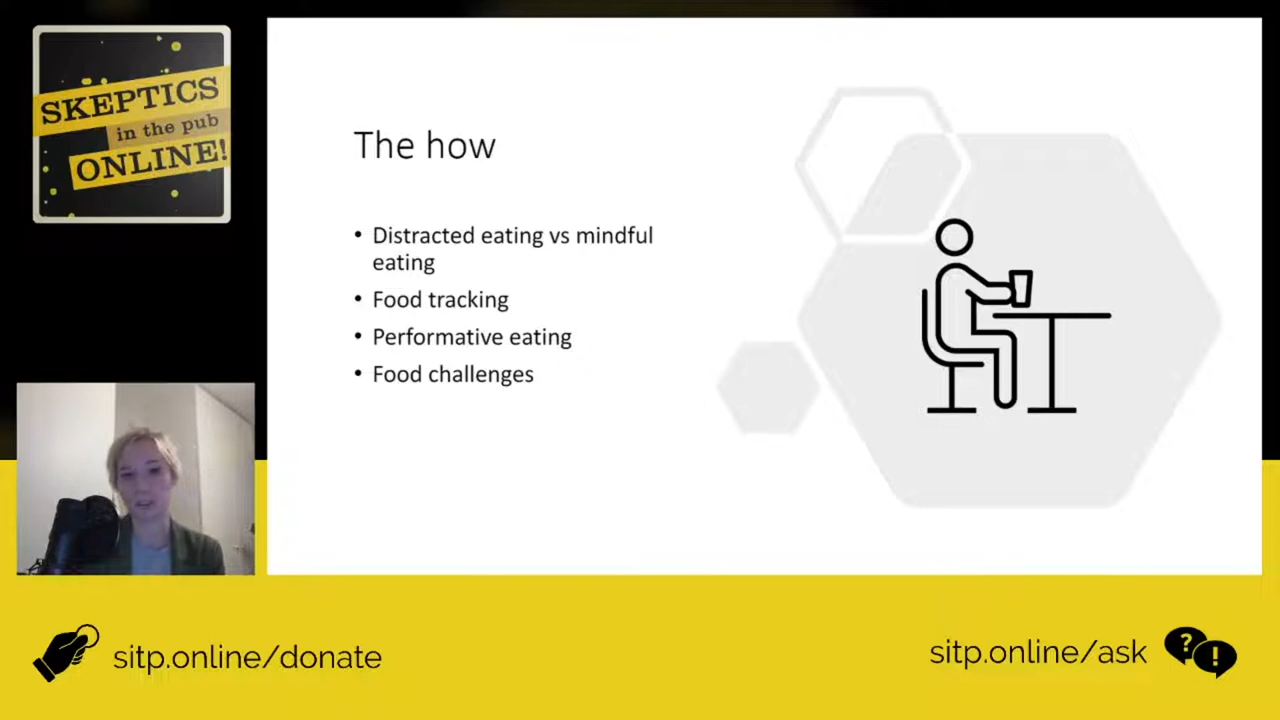 SKEPTICS
in the pub
ONLINE!
The how
• Distracted eating vs mindful
eating
• Food tracking
• Performative eating
• Food challenges
sitp.online/donate
sitp.online/ask
?
!